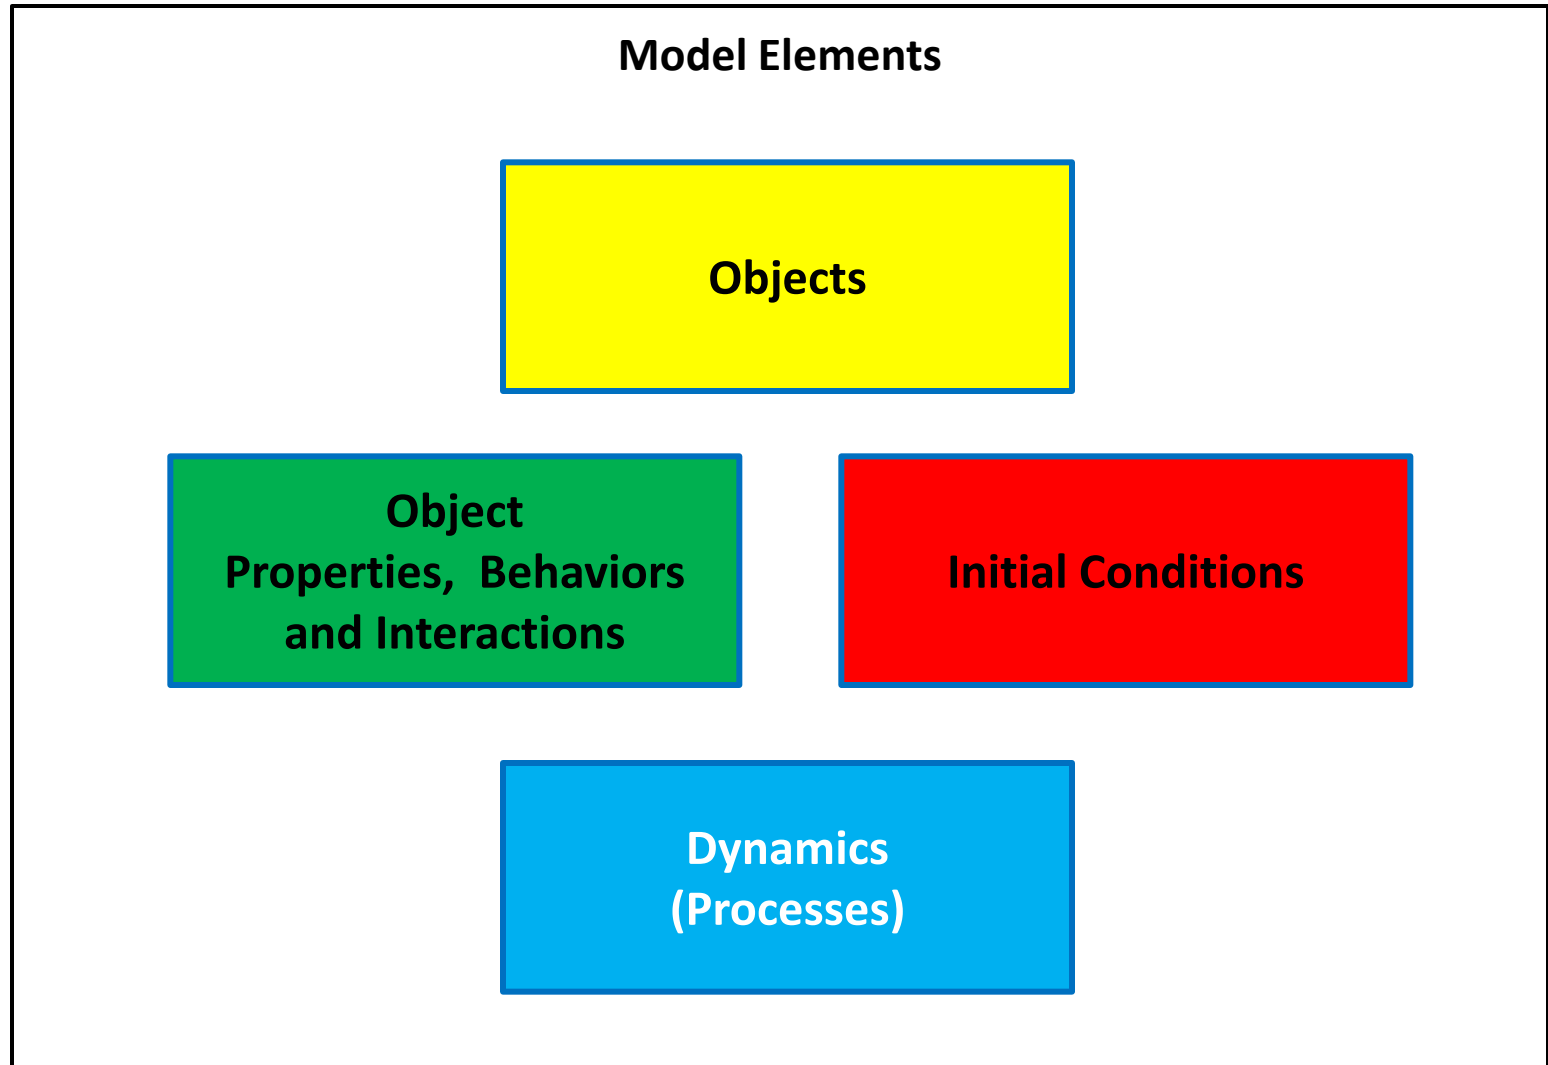 Model Elements
Objects
Object
Properties,  Behaviors
and Interactions
Initial Conditions
Dynamics
(Processes)